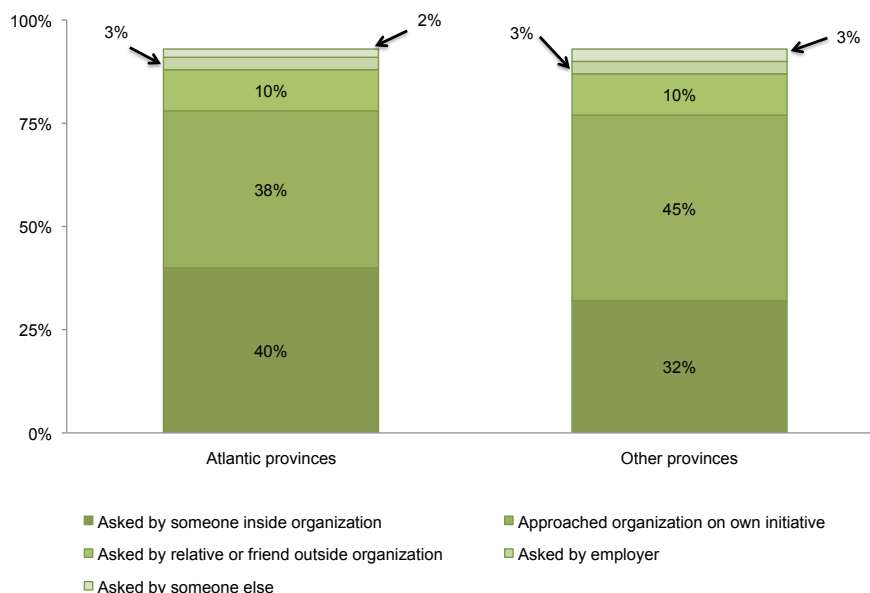 100%
75%
50%
25%
0%
3%
2%
10%
38%
40%
3%
3%
10%
45%
32%
Atlantic provinces
Other provinces
Asked by someone inside organization
Approached organization on own initiative
Asked by relative or friend outside organization
Asked by employer
Asked by someone else